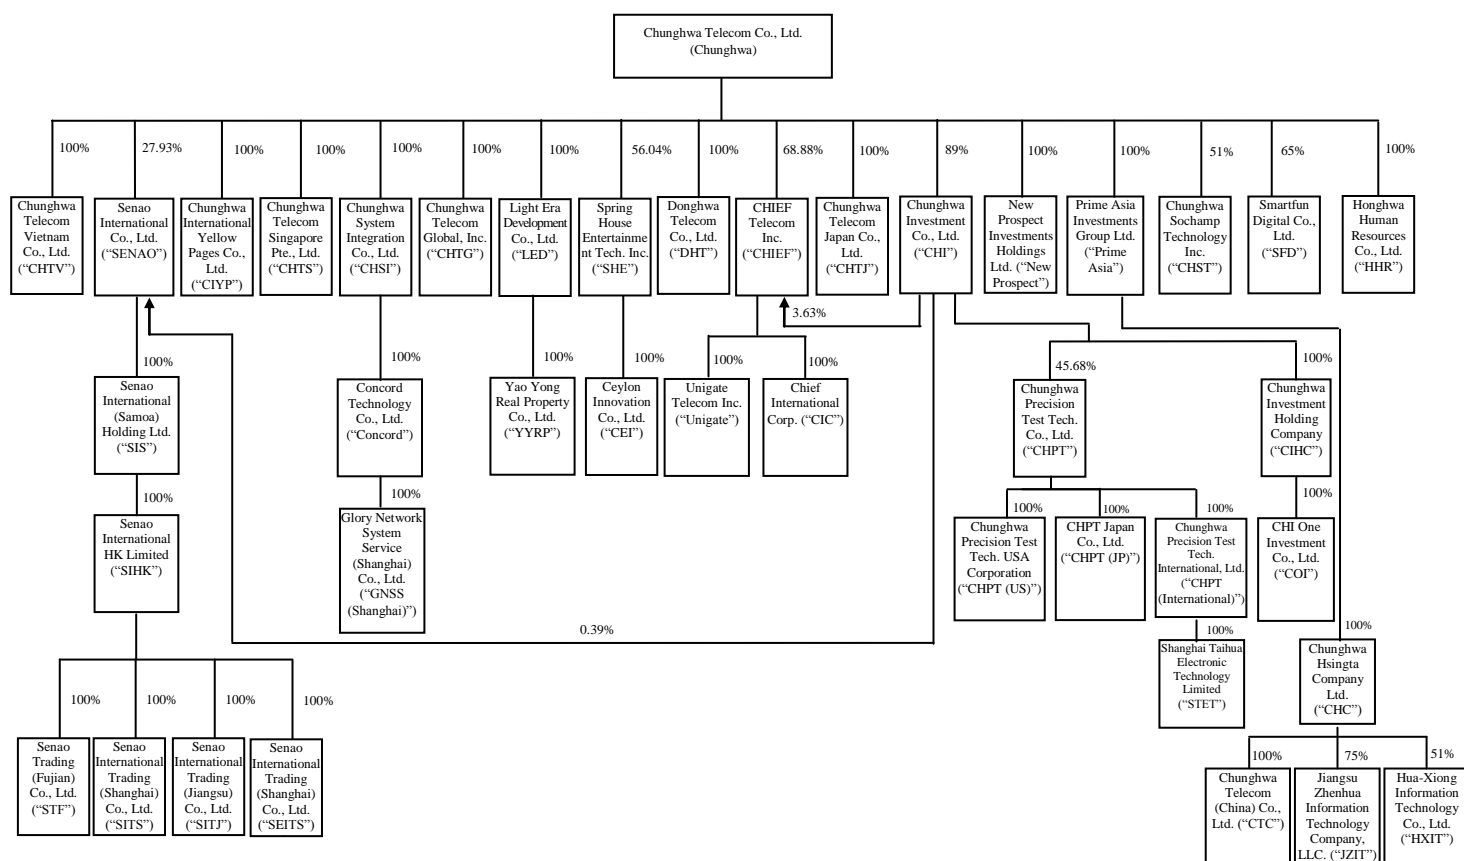 Chunghwa Telecom Co., Ltd.
(Chunghwa)
100%
27.93%
100%
100%
100%
100%
100%
56.04%
100%
68.88%
100%
89%
100%
100%
51%
65%
100%
Chunghwa
Telecom
Vietnam
Co., Ltd.
(“CHTV”)
Senao
International
Co., Ltd.
(“SENAO”)
Chunghwa
International
Yellow
Pages Co.,
Ltd.
(“CIYP”)
Chunghwa
Telecom
Singapore
Pte., Ltd.
(“CHTS”)
Chunghwa
System
Integration
Co., Ltd.
(“CHSI”)
Chunghwa
Telecom
Global, Inc.
(“CHTG”)
Light Era
Development
Co., Ltd.
(“LED”)
Spring
House
Entertainme
nt Tech. Inc.
(“SHE”)
Donghwa
Telecom
Co., Ltd.
(“DHT”)
CHIEF
Telecom
Inc.
(“CHIEF”)
Chunghwa
Telecom
Japan Co.,
Ltd.
(“CHTJ”)
Chunghwa
Investment
Co., Ltd.
(“CHI”)
New
Prospect
Investments
Holdings
Ltd. (“New
Prospect”)
Prime Asia
Investments
Group Ltd.
(“Prime
Asia”)
Chunghwa
Sochamp
Technology
Inc.
(“CHST”)
Smartfun
Digital Co.,
Ltd.
(“SFD”)
Honghwa
Human
Resources
Co., Ltd.
(“HHR”)
3.63%
100%
100%
100%
100%
100%
100%
45.68%
100%
Senao
International
(Samoa)
Holding Ltd.
(“SIS”)
Concord
Technology
Co., Ltd.
(“Concord”)
Yao Yong
Real Property
Co., Ltd.
(“YYRP”)
Ceylon
Innovation
Co., Ltd.
(“CEI”)
Unigate
Telecom Inc.
(“Unigate”)
Chief
International
Corp. (“CIC”)
Chunghwa
Precision
Test Tech.
Co., Ltd.
(“CHPT”)
Chunghwa
Investment
Holding
Company
(“CIHC”)
100%
100%
100%
100%
100%
100%
Senao
International
HK Limited
(“SIHK”)
Glory Network
System
Service
(Shanghai)
Co., Ltd.
(“GNSS
(Shanghai)”)
Chunghwa
Precision Test
Tech. USA
Corporation
(“CHPT (US)”)
CHPT Japan
Co., Ltd.
(“CHPT (JP)”)
Chunghwa
Precision Test
Tech.
International, Ltd.
(“CHPT
(International)”)
CHI One
Investment
Co., Ltd.
(“COI”)
0.39%
100%
100%
Shanghai Taihua
Electronic
Technology
Limited
(“STET”)
Chunghwa
Hsingta
Company
Ltd.
(“CHC”)
100%
100%
100%
100%
Senao
Trading
(Fujian)
Co., Ltd.
(“STF”)
Senao
International
Trading
(Shanghai)
Co., Ltd.
(“SITS”)
Senao
International
Trading
(Jiangsu)
Co., Ltd.
(“SITJ”)
Senao
International
Trading
(Shanghai)
Co., Ltd.
(“SEITS”)
100%
75%
51%
Chunghwa
Telecom
(China) Co.,
Ltd. (“CTC”)
Jiangsu
Zhenhua
Information
Technology
Company,
LLC. (“JZIT”)
Hua-Xiong
Information
Technology
Co., Ltd.
(“HXIT”)